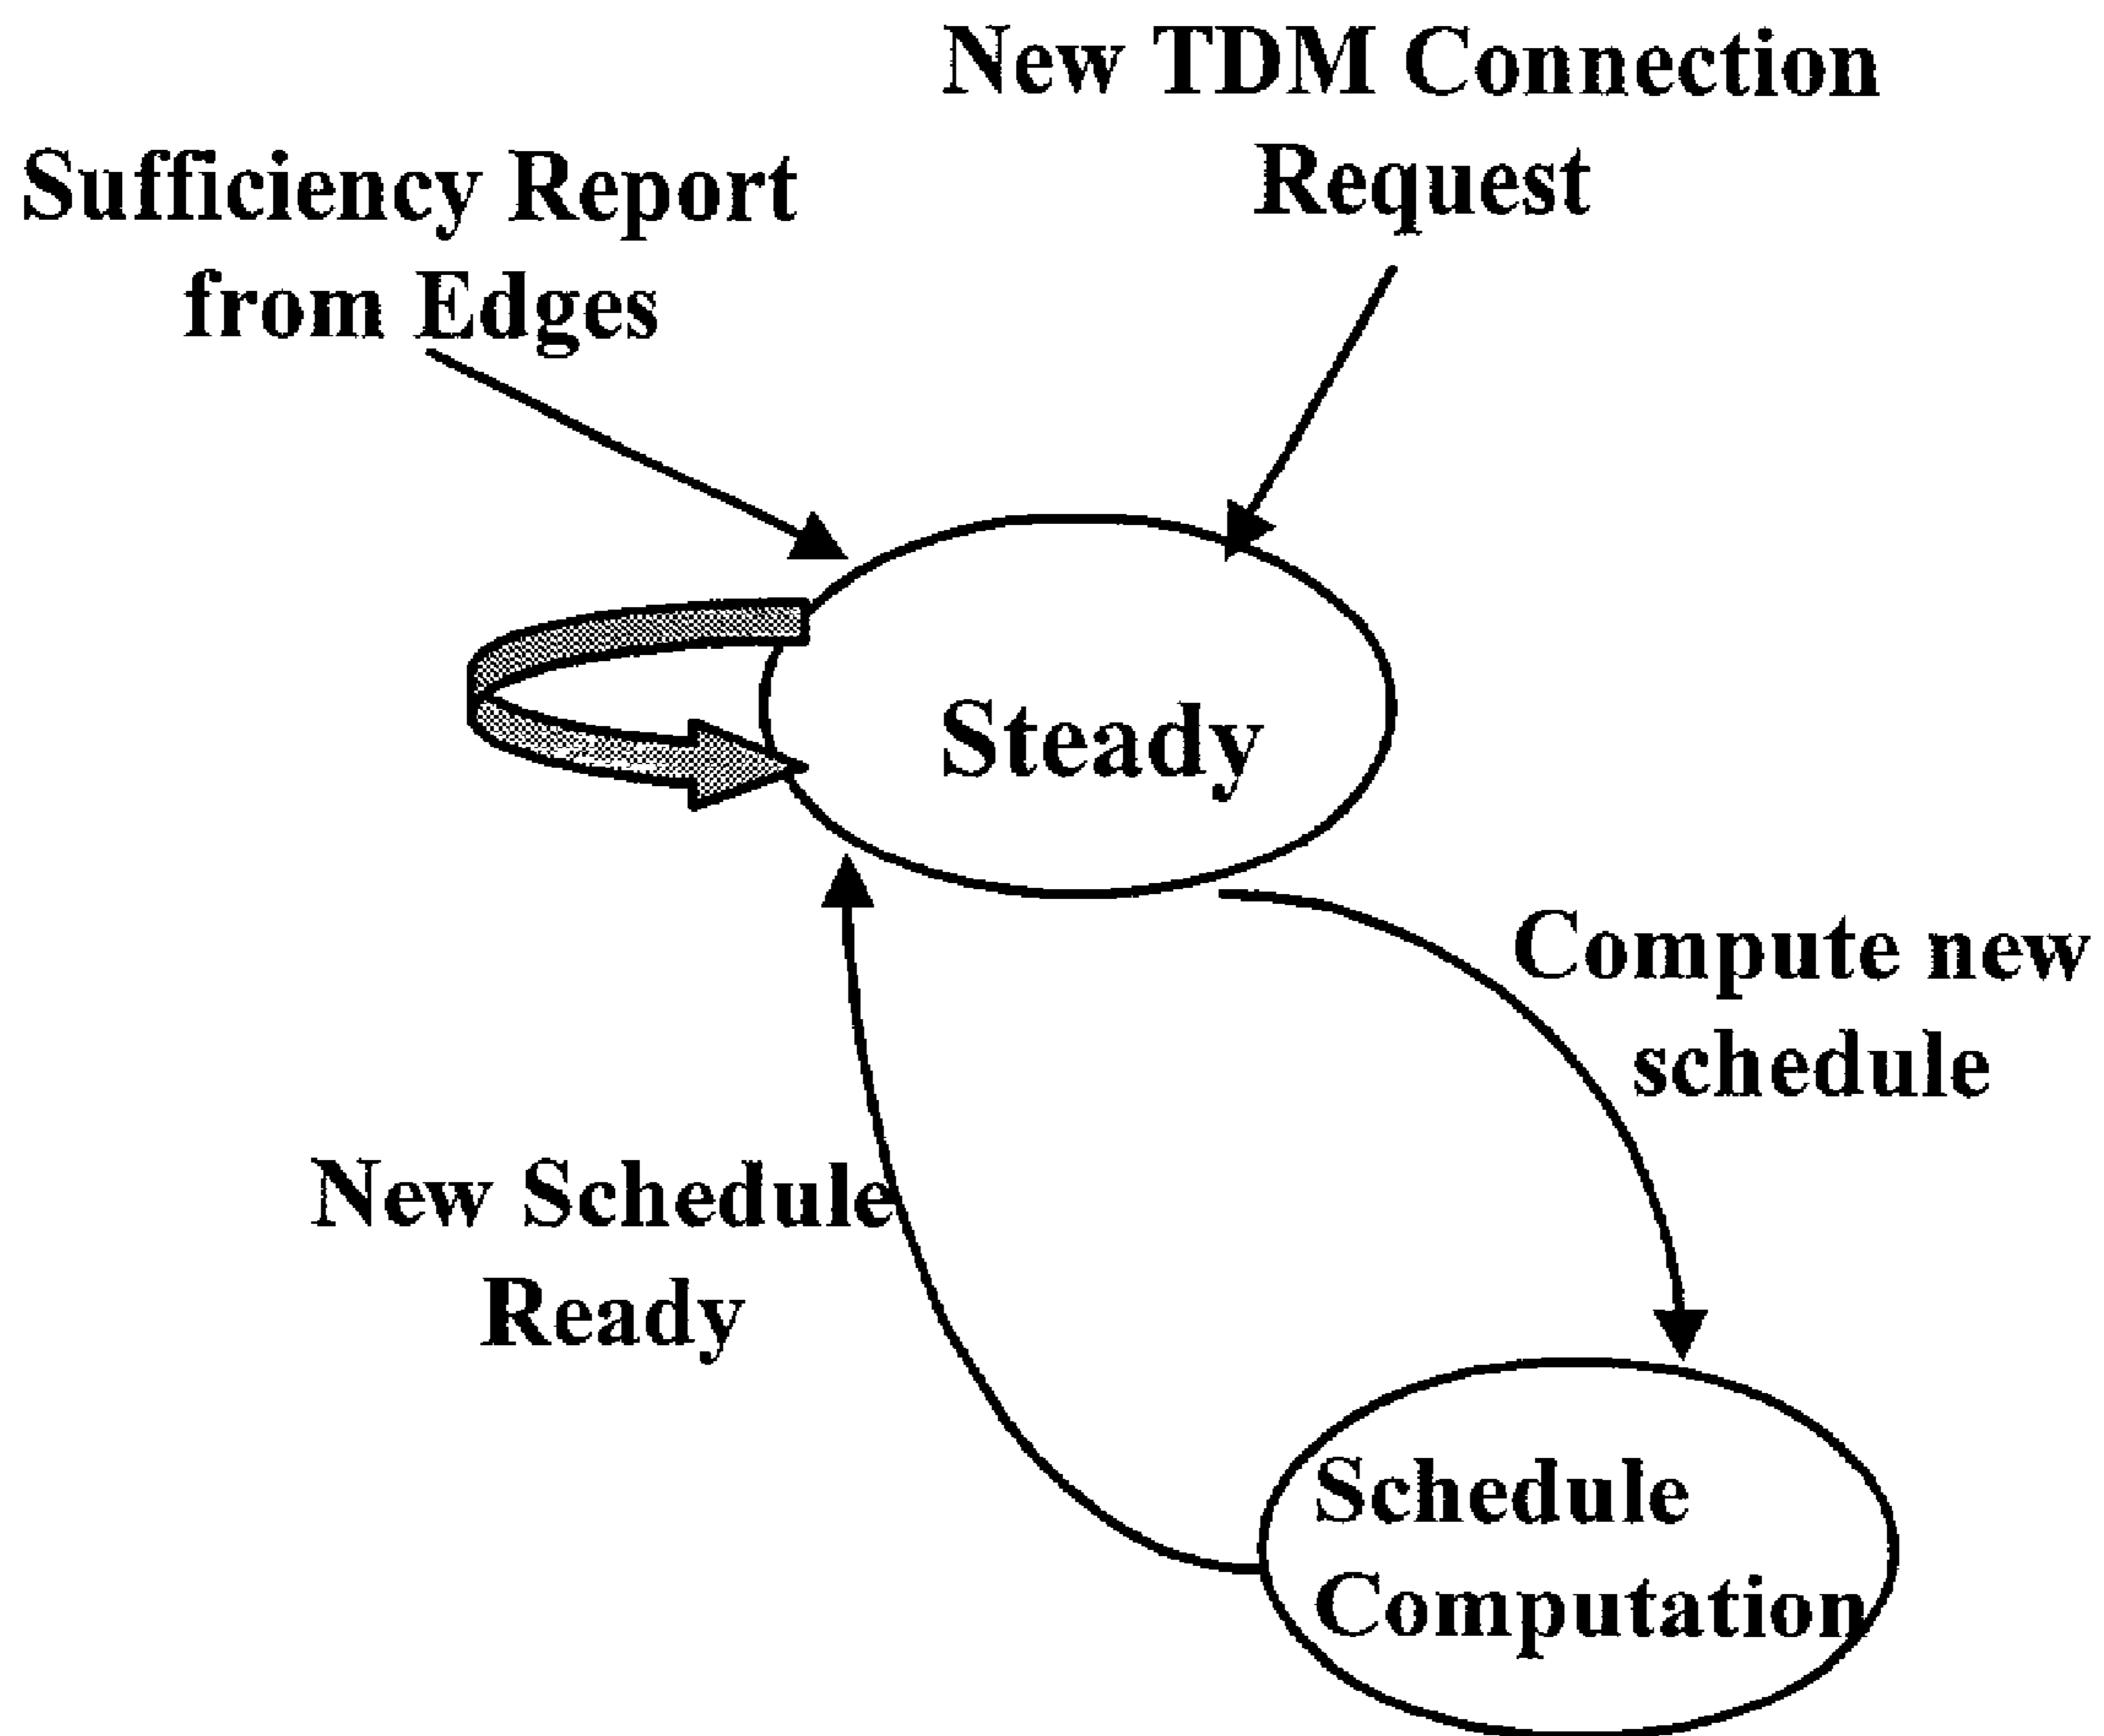 New TDM Connection
Request
Sufficiency Report
from Edges
Steady
Compute new
schedule
New Schedule
Ready
Schedule
Computation